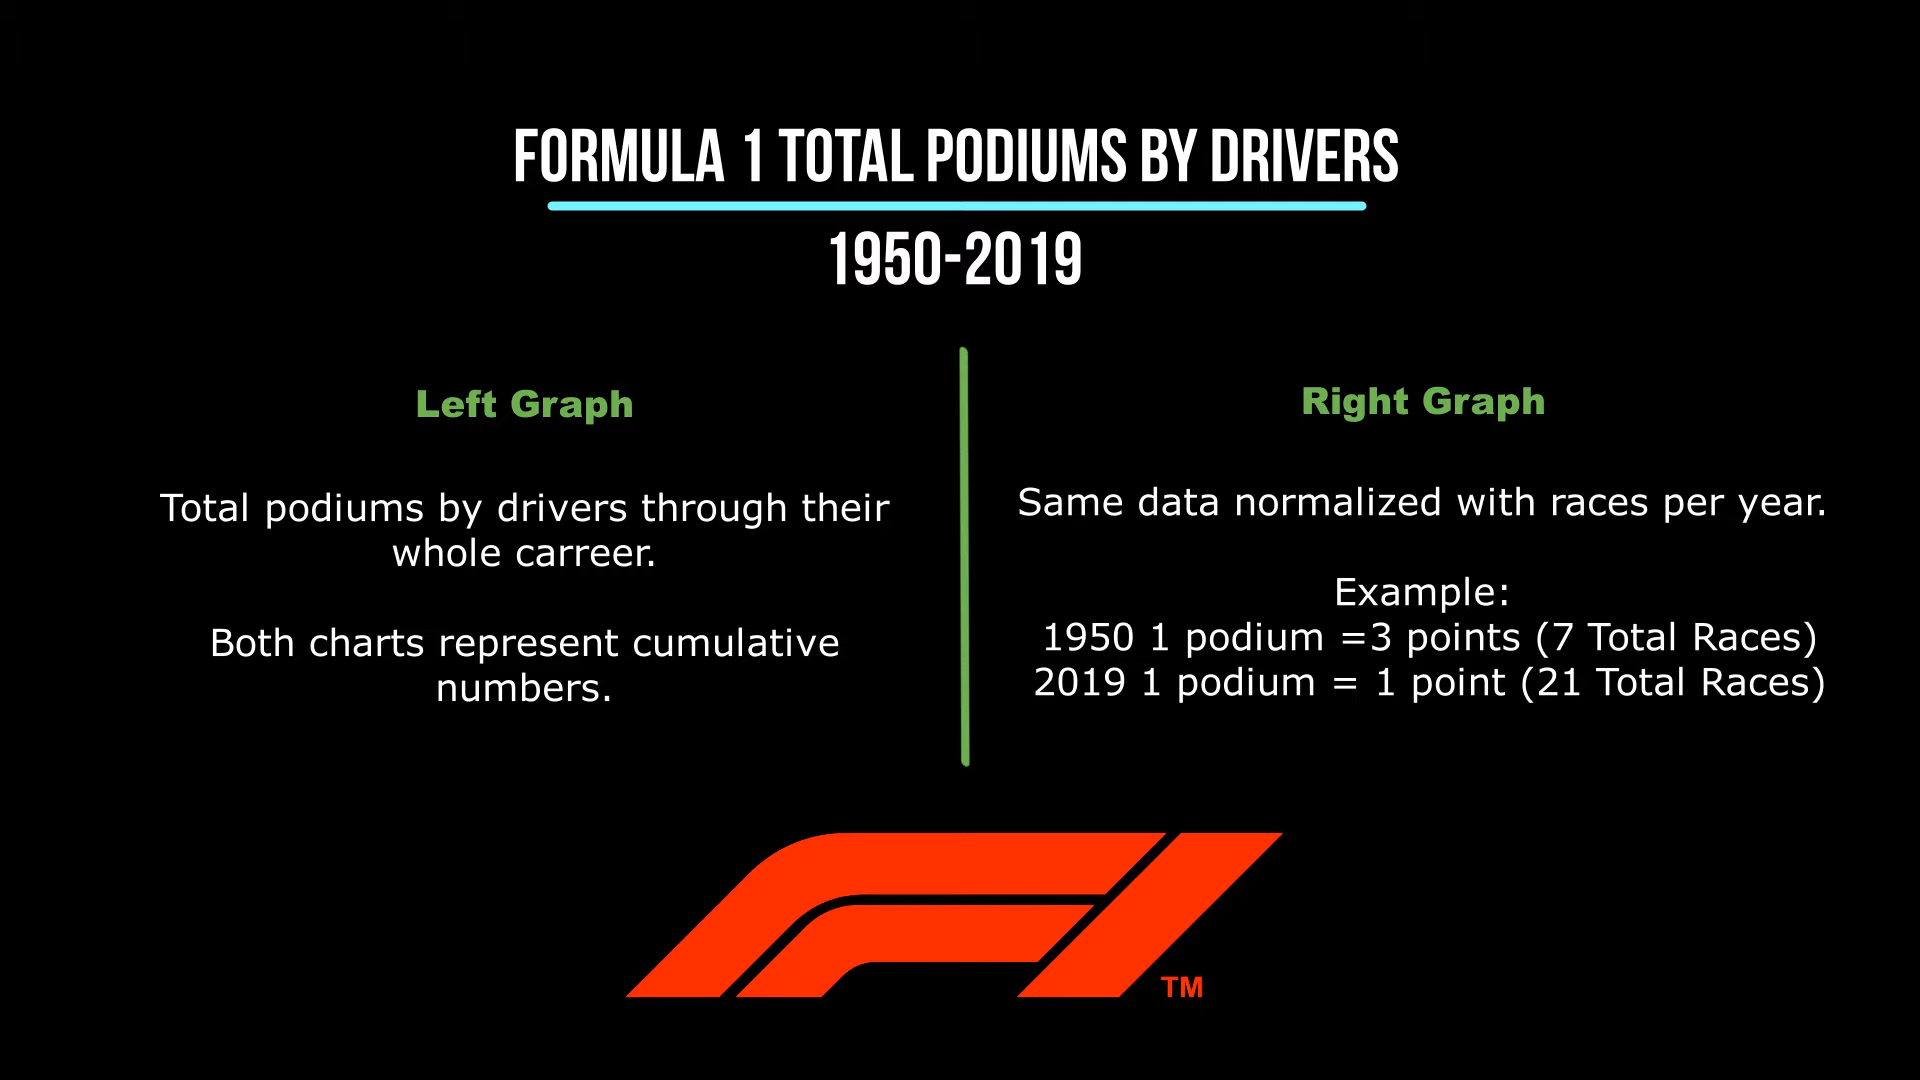 FORMULA 1 TOTAL PODIUMS BY DRIVERS
1950-2019
Left Graph
Total podiums by drivers through their
whole carreer.
Both charts represent cumulative
numbers.
Right Graph
Same data normalized with races per year.
Example:
1950 1 podium =3 points (7 Total Races)
2019 1 podium = 1 point (21 Total Races)
F1
TM